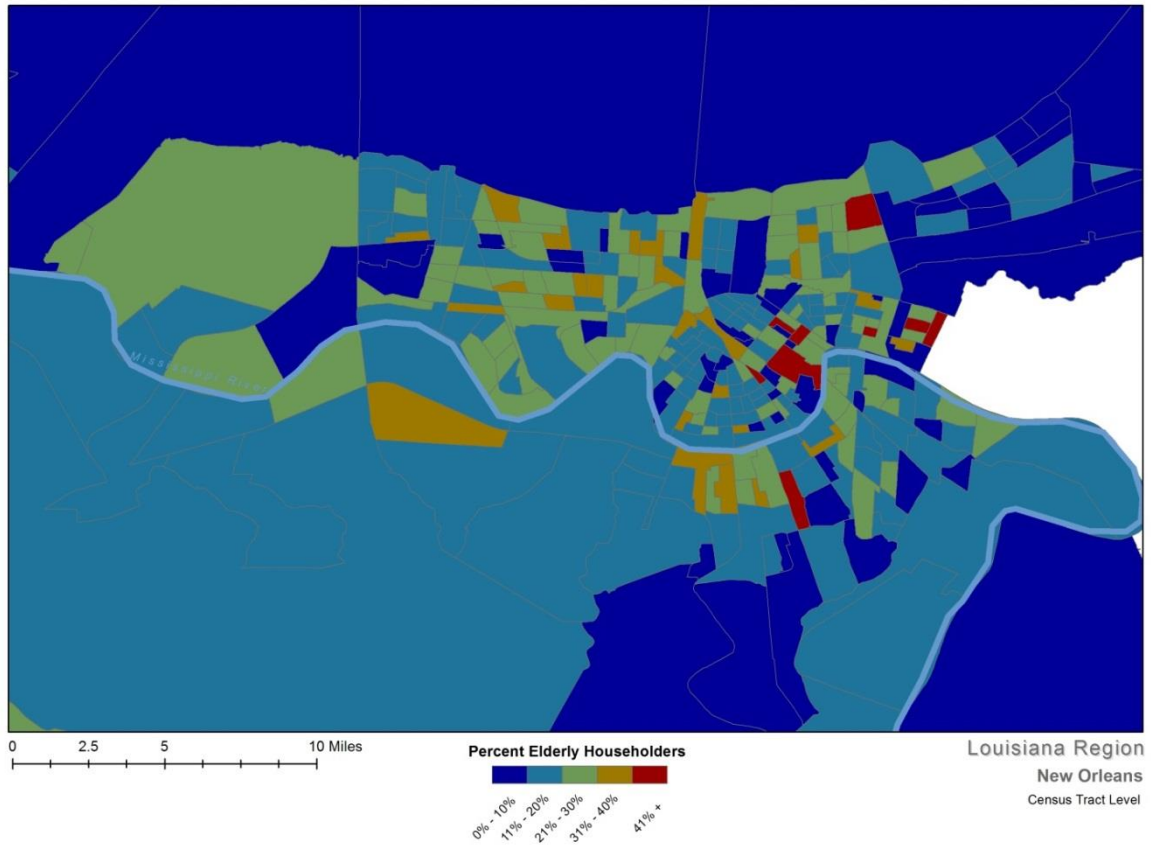 Mississippi River
0 2.5 5 10 Miles
Percent Elderly Householders
0% - 10%
11% - 20%
21% - 30%
31% - 40%
41% +
Louisiana Region
New Orleans
Census Tract Level